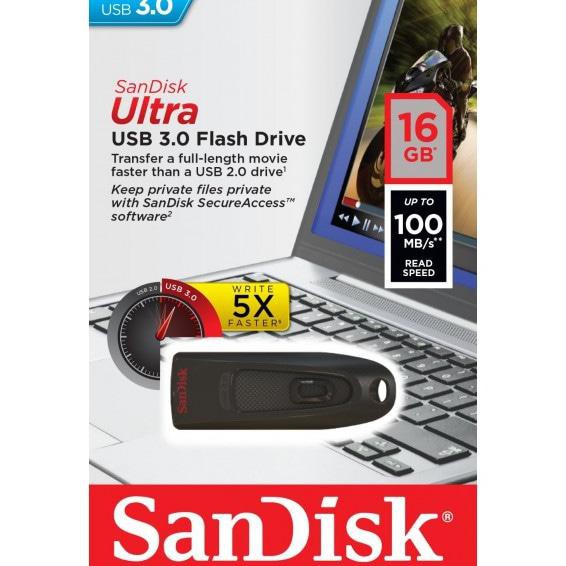 USB 3.0
SanDisk
Ultra
USB 3.0 Flash Drive
Transfer a full-length movie
faster than a USB 2.0 drive¹
Keep private files private
with SanDisk SecureAccess™
software²
16
GB*
UP TO
100
MB/s**
READ
SPEED
USB 2.0
USB 3.0
WRITE
5X
FASTER§
SanDisk
SanDisk®